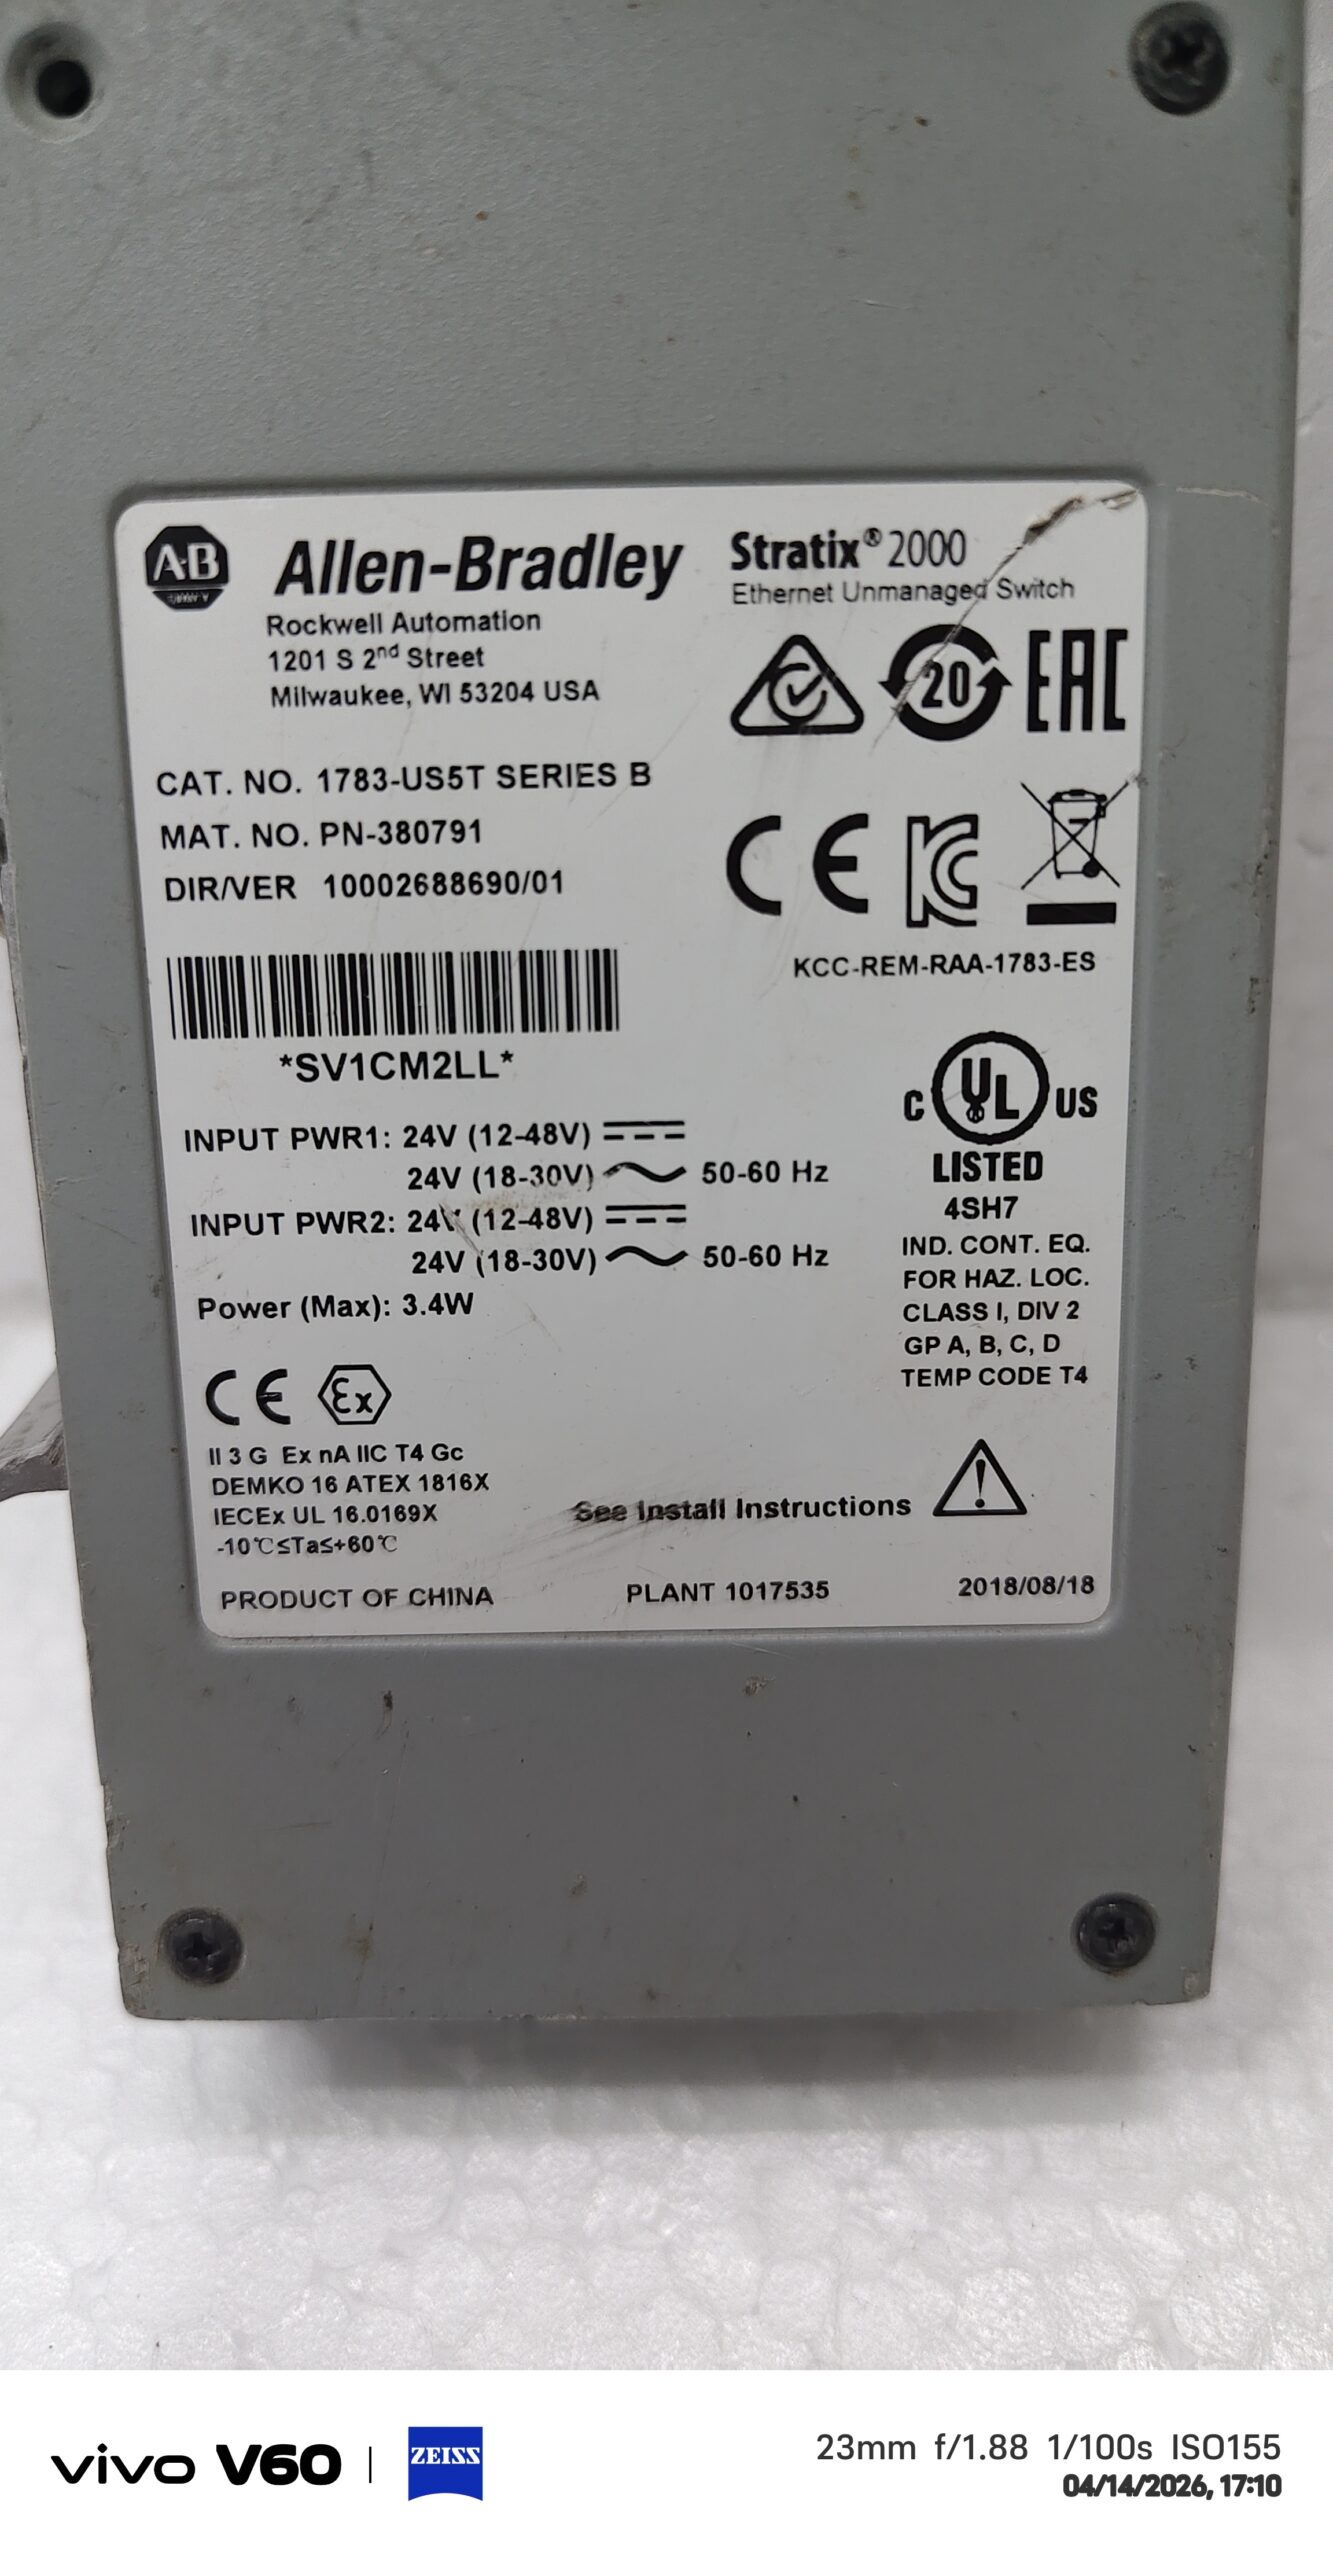 A-B
Allen-Bradley
Rockwell Automation
1201 S 2nd Street
Milwaukee, WI 53204 USA
Stratix® 2000
Ethernet Unmanaged Switch
20
EAC
CAT. NO. 1783-US5T SERIES B
MAT. NO. PN-380791
DIR/VER 10002688690/01
CE
KCC-REM-RAA-1783-ES
*SV1CM2LL*
C UL US
LISTED
4SH7
IND. CONT. EQ.
FOR HAZ. LOC.
CLASS I, DIV 2
GP A, B, C, D
TEMP CODE T4
INPUT PWR1: 24V (12-48V)
24V (18-30V) 50-60 Hz
INPUT PWR2: 24V (12-48V)
24V (18-30V) 50-60 Hz
Power (Max): 3.4W
CE Ex
II 3 G Ex nA IIC T4 Gc
DEMKO 16 ATEX 1816X
IECEx UL 16.0169X
-10℃≤Ta≤+60℃
See Install Instructions
PRODUCT OF CHINA PLANT 1017535 2018/08/18
vivo V60 | ZEISS
23mm f/1.88 1/100s ISO155
04/14/2026, 17:10